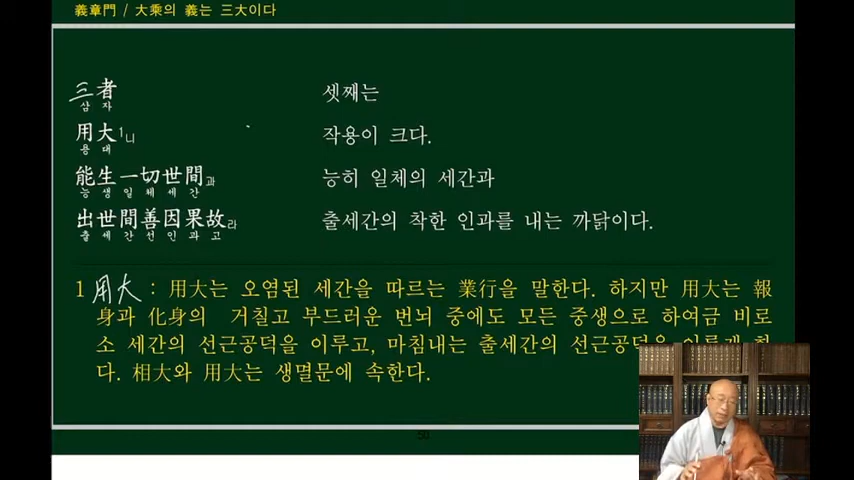 義章門 / 大乘의 義는 三大이다
三者 셋째는
삼 자
用大1니 작용이 크다.
용 대
能生一切世間과 능히 일체의 세간과
능 생 일 체 세 간
出世間善因果故라 출세간의 착한 인과를 내는 까닭이다.
출 세 간 선 인 과 고
1 用大 : 用大는 오염된 세간을 따르는 業行을 말한다. 하지만 用大는 報
身과 化身의 거칠고 부드러운 번뇌 중에도 모든 중생으로 하여금 비로
소 세간의 선근공덕을 이루고, 마침내는 출세간의 선근공덕을
다. 相大와 用大는 생멸문에 속한다.
50